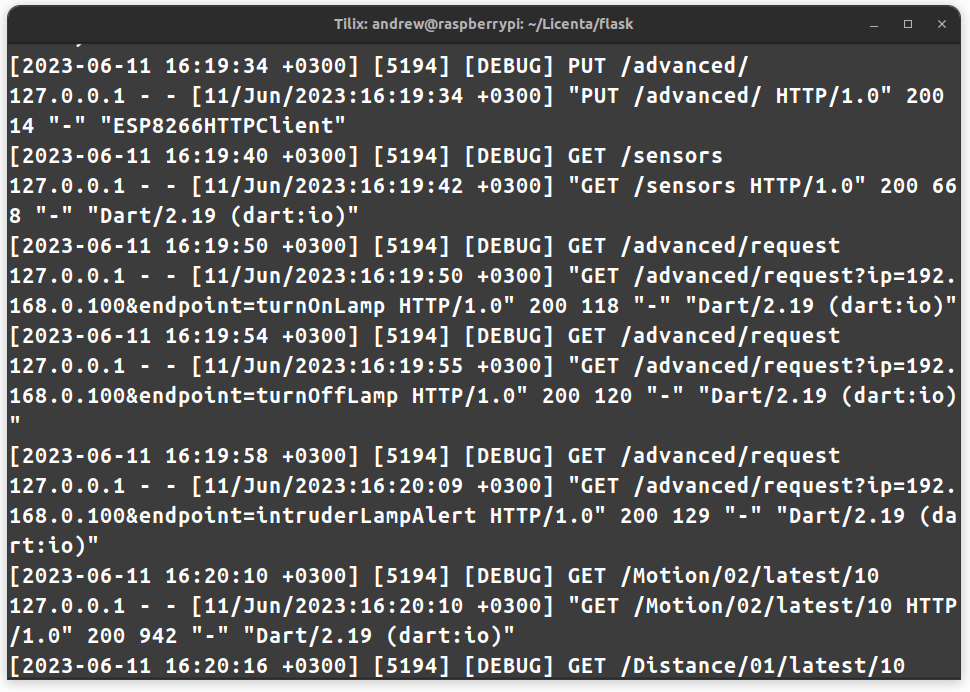 Tilix: andrew@raspberrypi: ~/Licenta/flask
[2023-06-11 16:19:34 +0300] [5194] [DEBUG] PUT /advanced/
127.0.0.1 - - [11/Jun/2023:16:19:34 +0300] "PUT /advanced/ HTTP/1.0" 200
14 "-" "ESP8266HTTPClient"
[2023-06-11 16:19:40 +0300] [5194] [DEBUG] GET /sensors
127.0.0.1 - - [11/Jun/2023:16:19:42 +0300] "GET /sensors HTTP/1.0" 200 66
8 "-" "Dart/2.19 (dart:io)"
[2023-06-11 16:19:50 +0300] [5194] [DEBUG] GET /advanced/request
127.0.0.1 - - [11/Jun/2023:16:19:50 +0300] "GET /advanced/request?ip=192.
168.0.100&endpoint=turnOnLamp HTTP/1.0" 200 118 "-" "Dart/2.19 (dart:io)"
[2023-06-11 16:19:54 +0300] [5194] [DEBUG] GET /advanced/request
127.0.0.1 - - [11/Jun/2023:16:19:55 +0300] "GET /advanced/request?ip=192.
168.0.100&endpoint=turnOffLamp HTTP/1.0" 200 120 "-" "Dart/2.19 (dart:io)
"
[2023-06-11 16:19:58 +0300] [5194] [DEBUG] GET /advanced/request
127.0.0.1 - - [11/Jun/2023:16:20:09 +0300] "GET /advanced/request?ip=192.
168.0.100&endpoint=intruderLampAlert HTTP/1.0" 200 129 "-" "Dart/2.19 (da
rt:io)"
[2023-06-11 16:20:10 +0300] [5194] [DEBUG] GET /Motion/02/latest/10
127.0.0.1 - - [11/Jun/2023:16:20:10 +0300] "GET /Motion/02/latest/10 HTTP
/1.0" 200 942 "-" "Dart/2.19 (dart:io)"
[2023-06-11 16:20:16 +0300] [5194] [DEBUG] GET /Distance/01/latest/10